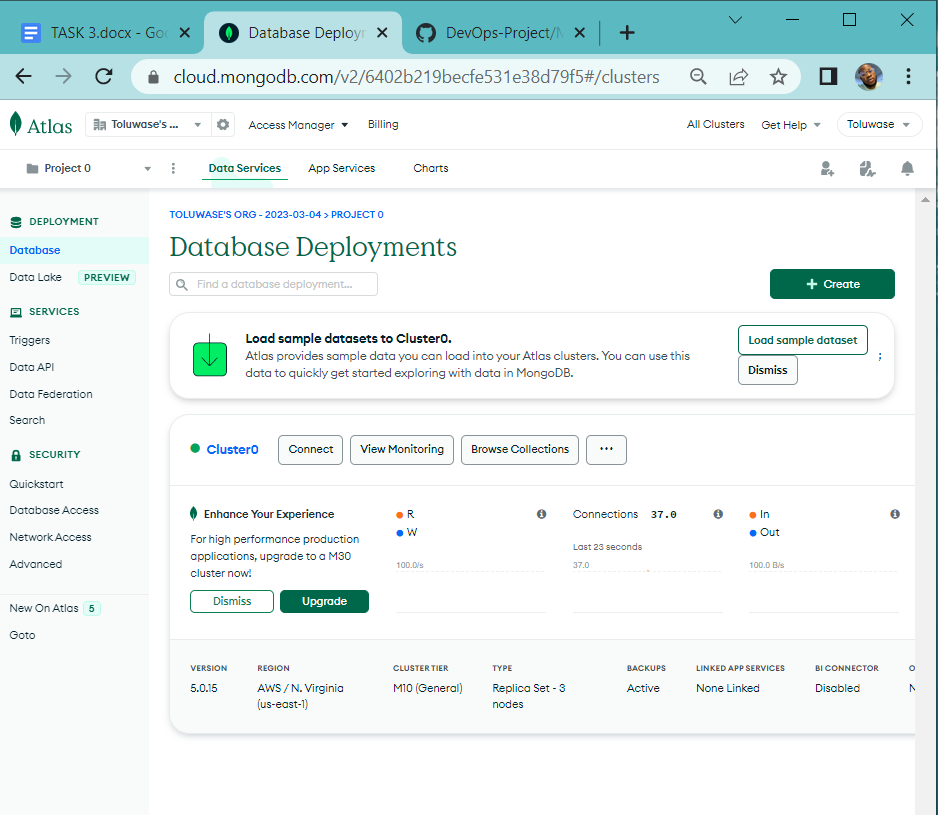 TASK 3.docx - Goo
Database Deploym
DevOps-Project/M
cloud.mongodb.com/v2/6402b219becfe531e38d79f5#/clusters
Atlas
Toluwase's ...
Access Manager
Billing
All Clusters
Get Help
Toluwase
Project 0
Data Services
App Services
Charts
DEPLOYMENT
Database
Data Lake PREVIEW
SERVICES
Triggers
Data API
Data Federation
Search
SECURITY
Quickstart
Database Access
Network Access
Advanced
New On Atlas 5
Goto
TOLUWASE'S ORG - 2023-03-04 > PROJECT 0
Database Deployments
Find a database deployment...
+ Create
Load sample datasets to Cluster0.
Atlas provides sample data you can load into your Atlas clusters. You can use this
data to quickly get started exploring with data in MongoDB.
Load sample dataset
Dismiss
Cluster0
Connect
View Monitoring
Browse Collections
...
Enhance Your Experience
For high performance production
applications, upgrade to a M30
cluster now!
Dismiss
Upgrade
R
W
100.0/s
Connections 37.0
Last 23 seconds
37.0
In
Out
100.0 B/s
VERSION
5.0.15
REGION
AWS / N. Virginia
(us-east-1)
CLUSTER TIER
M10 (General)
TYPE
Replica Set - 3
nodes
BACKUPS
Active
LINKED APP SERVICES
None Linked
BI CONNECTOR
Disabled